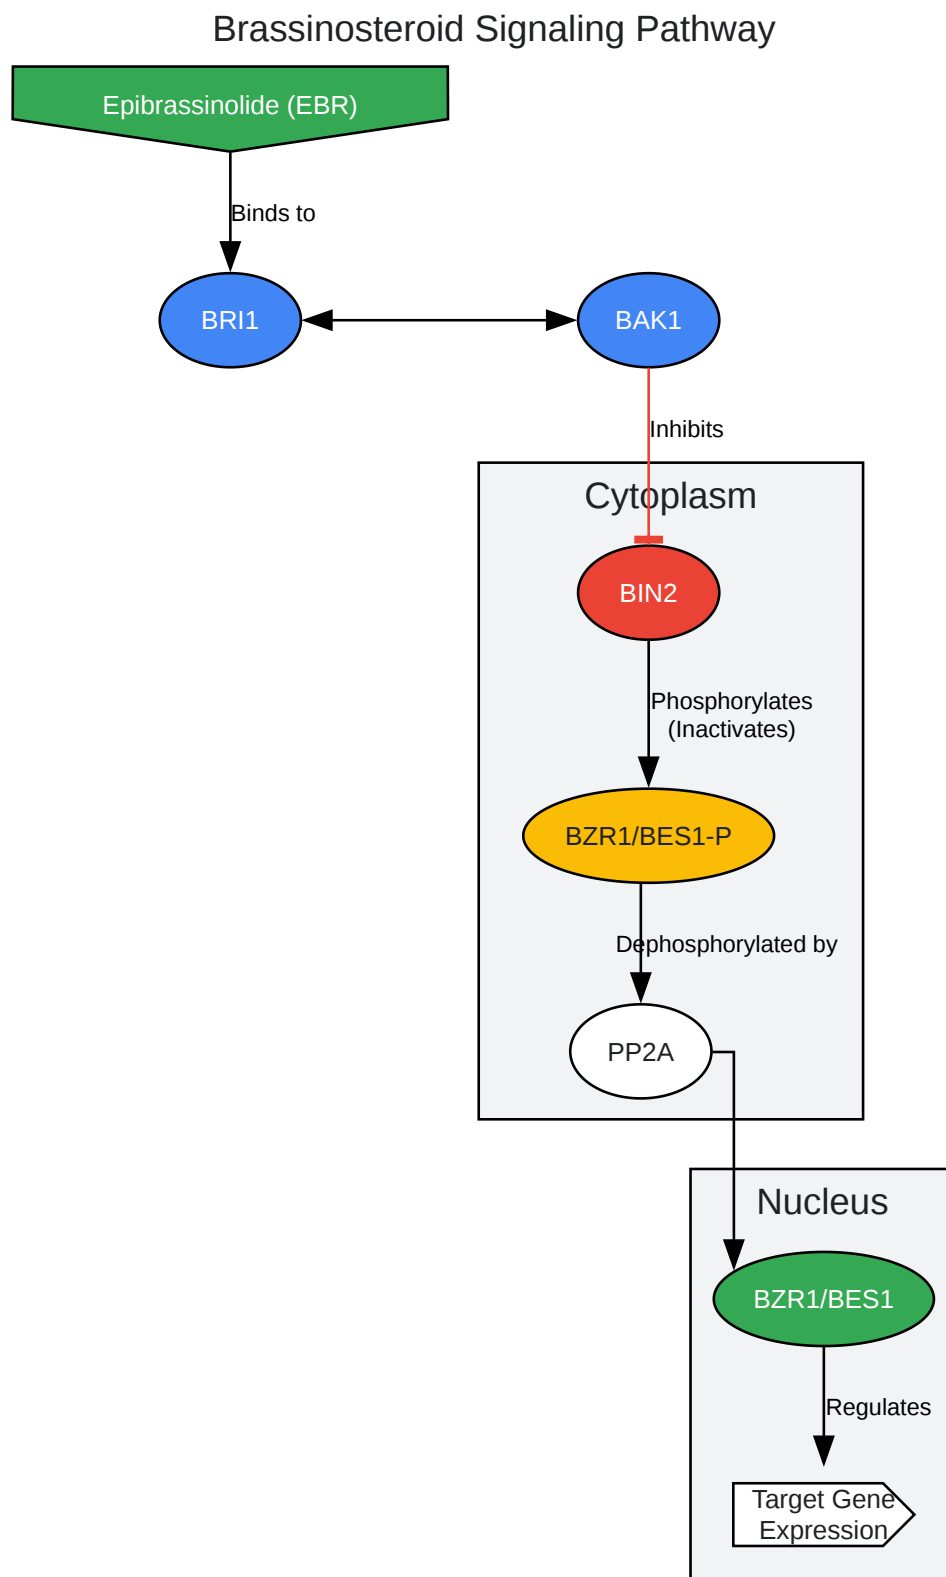 Brassinosteroid Signaling Pathway
Epibrassinolide (EBR)
Binds to
BRI1
BAK1
Inhibits
Cytoplasm
BIN2
Phosphorylates
(Inactivates)
BZR1/BES1-P
Dephosphorylated by
PP2A
Nucleus
BZR1/BES1
Regulates
Target Gene
Expression